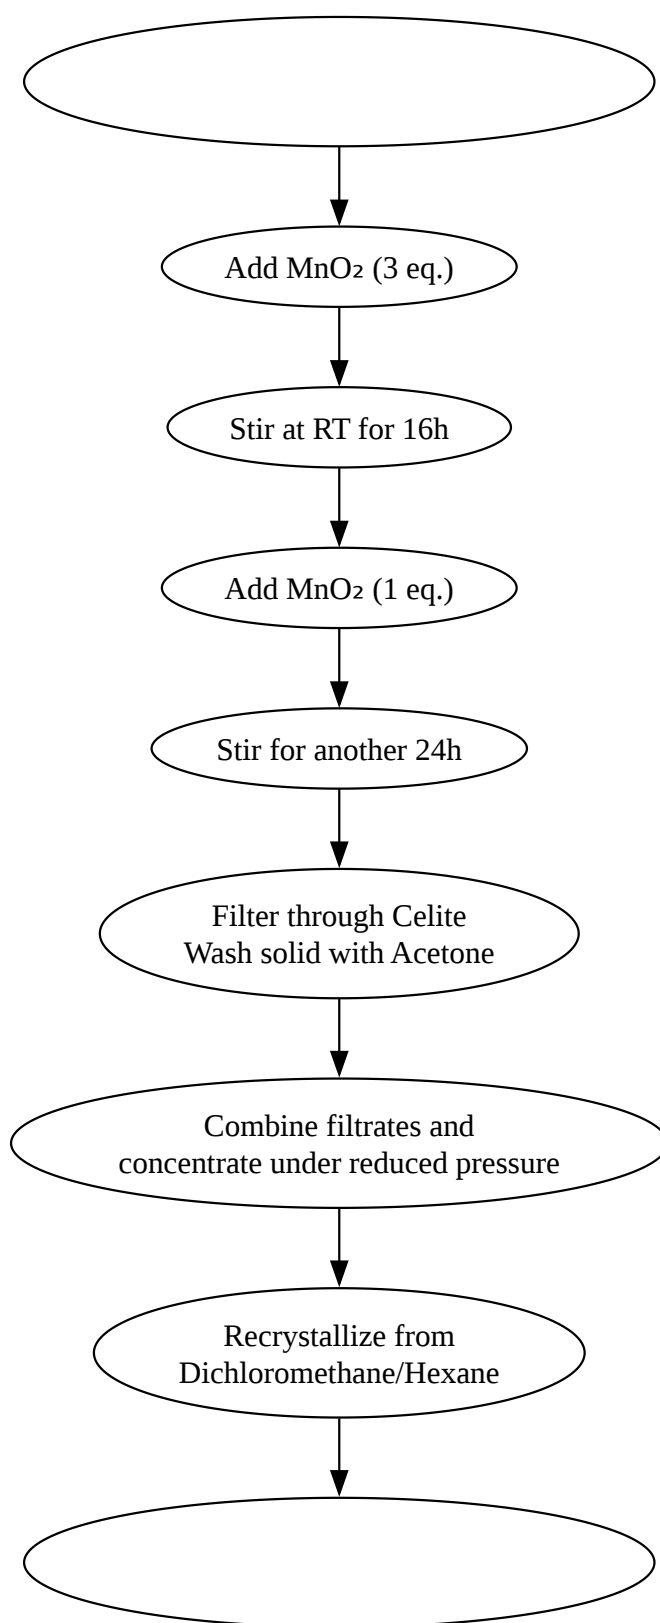 Add MnO₂ (3 eq.)
Stir at RT for 16h
Add MnO₂ (1 eq.)
Stir for another 24h
Filter through Celite
Wash solid with Acetone
Combine filtrates and
concentrate under reduced pressure
Recrystallize from
Dichloromethane/Hexane